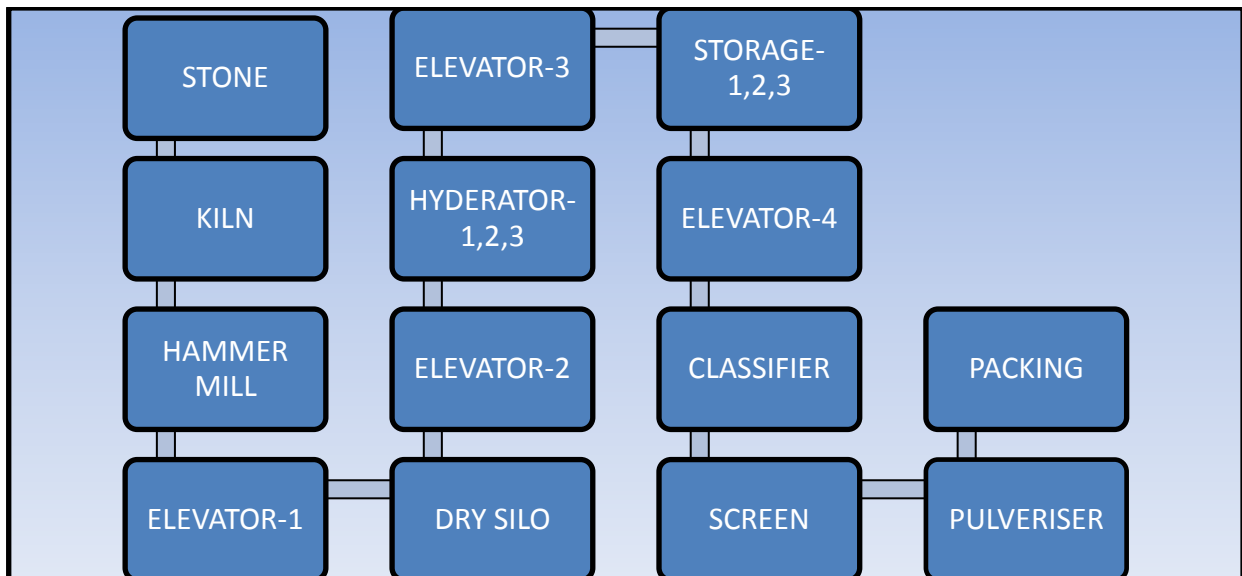 STONE
KILN
HAMMER
MILL
ELEVATOR-1
DRY SILO
ELEVATOR-2
HYDERATOR-
1,2,3
ELEVATOR-3
STORAGE-
1,2,3
ELEVATOR-4
CLASSIFIER
SCREEN
PULVERISER
PACKING